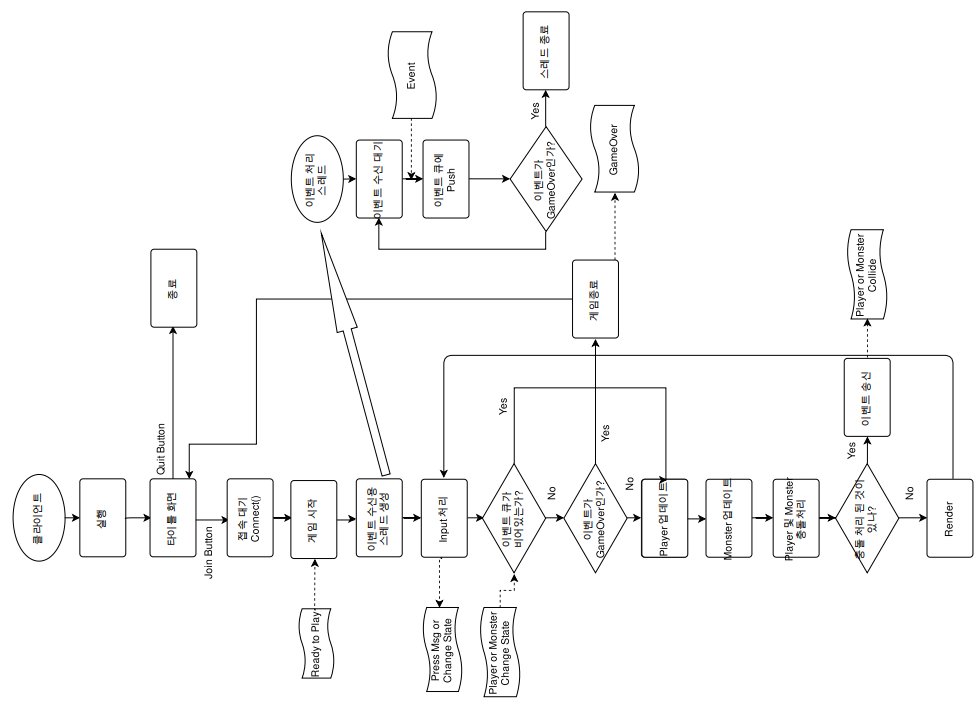 클라이언트
실행
타이틀 화면
Quit Button
종료
Join Button
접속 대기
Connect()
게임 시작
Ready to Play
이벤트 수신용
스레드 생성
이벤트 처리
스레드
이벤트 수신 대기
Event
이벤트 큐에
Push
이벤트가
GameOver인가?
Yes
스레드 종료
Input 처리
Press Msg or
Change State
이벤트 큐가
비어있는가?
Yes
No
Player or Monster
Change State
이벤트가
GameOver인가?
Yes
No
게임종료
GameOver
Player 업데이트
Monster 업데이트
Player 및 Monster
충돌처리
충돌 처리 된 것이
있나?
Yes
No
이벤트 송신
Player or Monster
Collide
Render